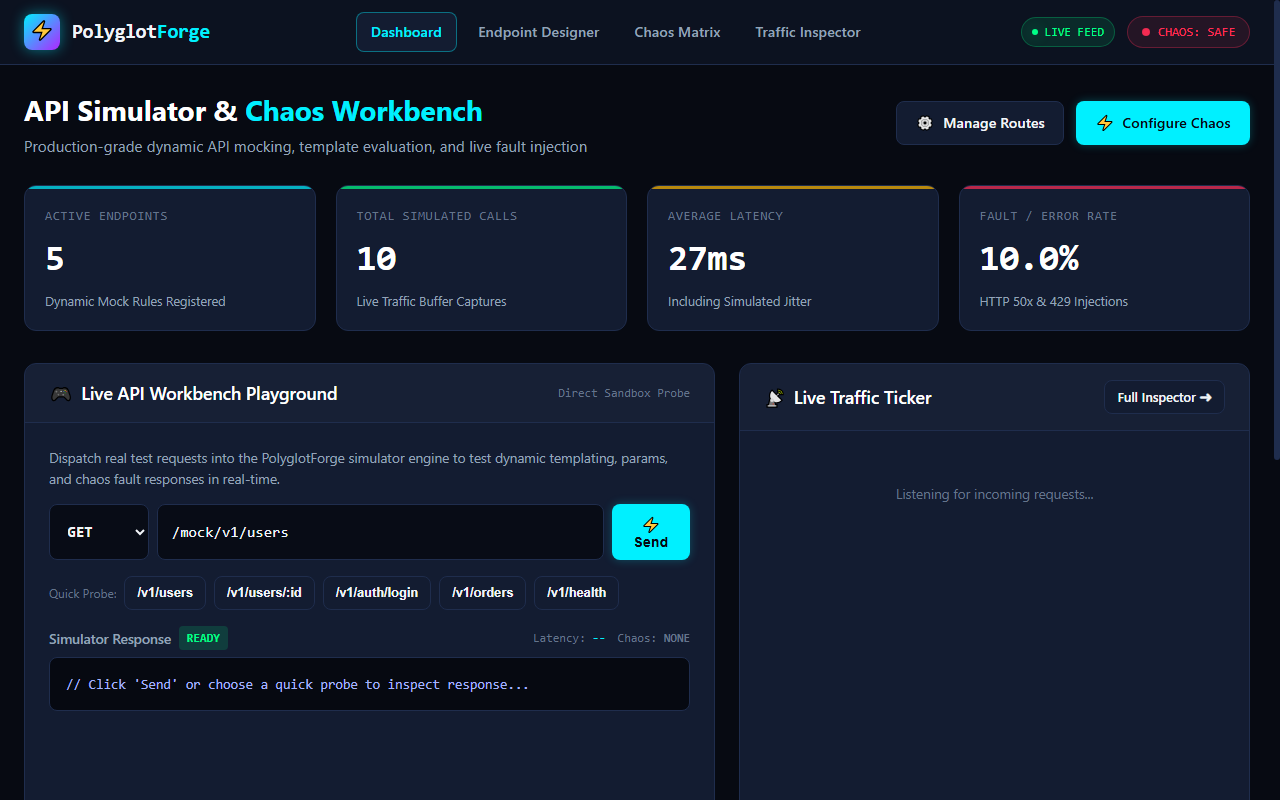 PolyglotForge
Dashboard
Endpoint Designer
Chaos Matrix
Traffic Inspector
LIVE FEED
CHAOS: SAFE
API Simulator & Chaos Workbench
Production-grade dynamic API mocking, template evaluation, and live fault injection
Manage Routes
Configure Chaos
ACTIVE ENDPOINTS
5
Dynamic Mock Rules Registered
TOTAL SIMULATED CALLS
10
Live Traffic Buffer Captures
AVERAGE LATENCY
27ms
Including Simulated Jitter
FAULT / ERROR RATE
10.0%
HTTP 50x & 429 Injections
Live API Workbench Playground
Direct Sandbox Probe
Dispatch real test requests into the PolyglotForge simulator engine to test dynamic templating, params,
and chaos fault responses in real-time.
GET
/mock/v1/users
Send
Quick Probe:
/v1/users
/v1/users/:id
/v1/auth/login
/v1/orders
/v1/health
Simulator Response
READY
Latency: --
Chaos: NONE
// Click 'Send' or choose a quick probe to inspect response...
Live Traffic Ticker
Full Inspector ➜
Listening for incoming requests...